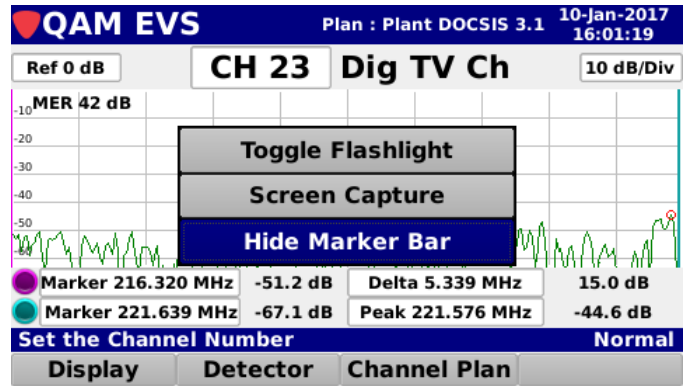 QAM EVS Plan : Plant DOCSIS 3.1 10-Jan-2017
16:01:19
Ref 0 dB CH 23 Dig TV Ch 10 dB/Div
MER 42 dB
-10
-20
-30
-40
-50
-60
Toggle Flashlight
Screen Capture
Hide Marker Bar
Marker 216.320 MHz -51.2 dB Delta 5.339 MHz 15.0 dB
Marker 221.639 MHz -67.1 dB Peak 221.576 MHz -44.6 dB
Set the Channel Number Normal
Display Detector Channel Plan